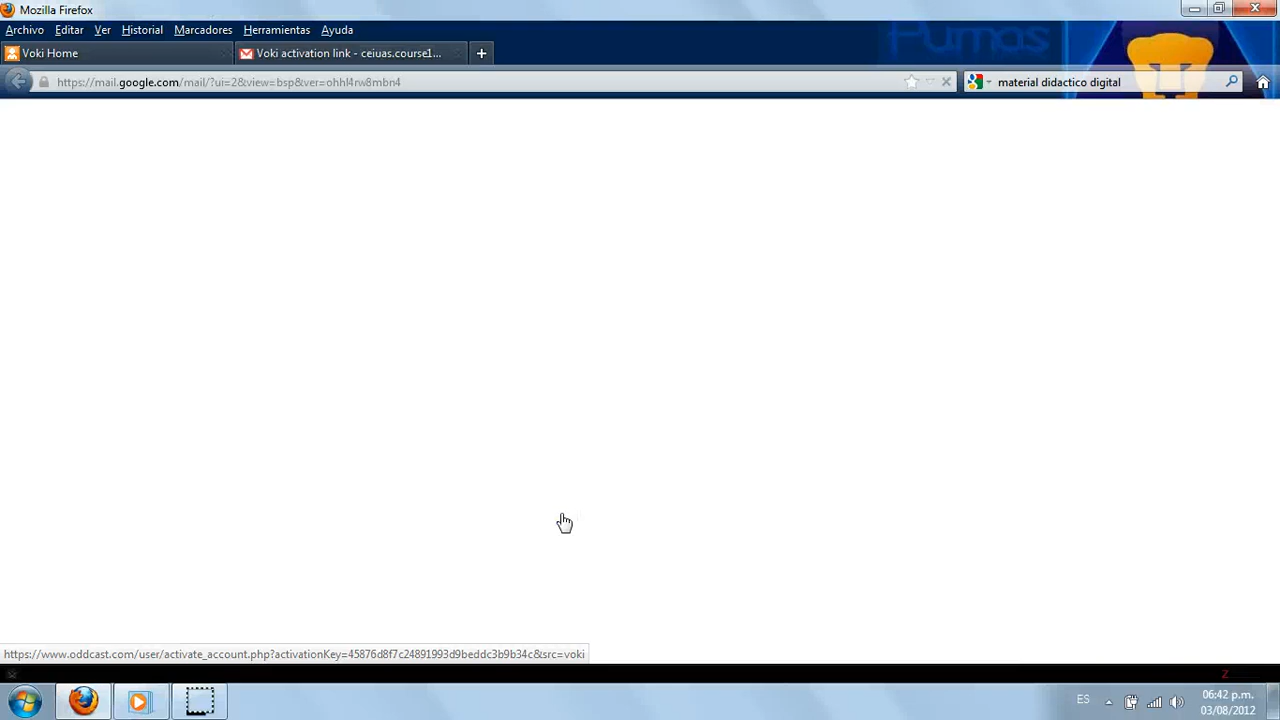 Mozilla Firefox
Archivo Editar Ver Historial Marcadores Herramientas Ayuda
Pumas
Voki Home
Voki activation link - ceiuas.course1...
https://mail.google.com/mail/?ui=2&view=bsp&ver=ohhl4rw8mbn4
material didactico digital
https://www.oddcast.com/user/activate_account.php?activationKey=45876d8f7c24891993d9beddc3b9b34c&src=voki
Z
ES
06:42 p.m.
03/08/2012